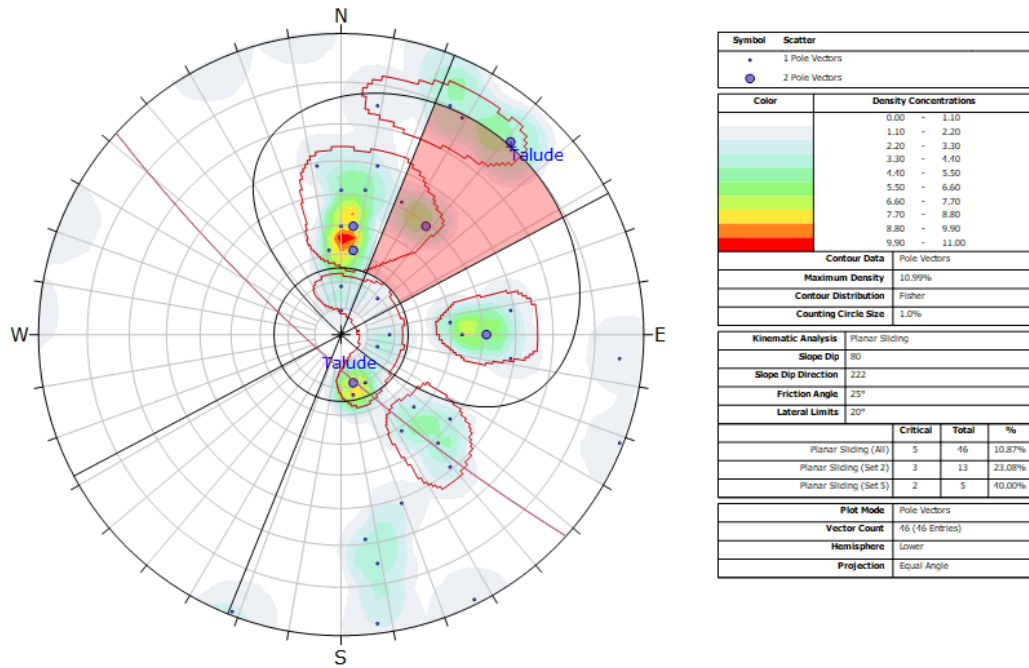 N
W
E
S
Talude
Talude
Symbol Scatter
1 Pole Vectors
2 Pole Vectors
Color Density Concentrations
0.00 - 1.10
1.10 - 2.20
2.20 - 3.30
3.30 - 4.40
4.40 - 5.50
5.50 - 6.60
6.60 - 7.70
7.70 - 8.80
8.80 - 9.90
9.90 - 11.00
Contour Data Pole Vectors
Maximum Density 10.99%
Contour Distribution Fisher
Counting Circle Size 1.0%
Kinematic Analysis Planar Sliding
Slope Dip 80
Slope Dip Direction 222
Friction Angle 25°
Lateral Limits 20°
Critical Total %
Planar Sliding (All) 5 46 10.87%
Planar Sliding (Set 2) 3 13 23.08%
Planar Sliding (Set 5) 2 5 40.00%
Plot Mode Pole Vectors
Vector Count 46 (46 Entries)
Hemisphere Lower
Projection Equal Angle